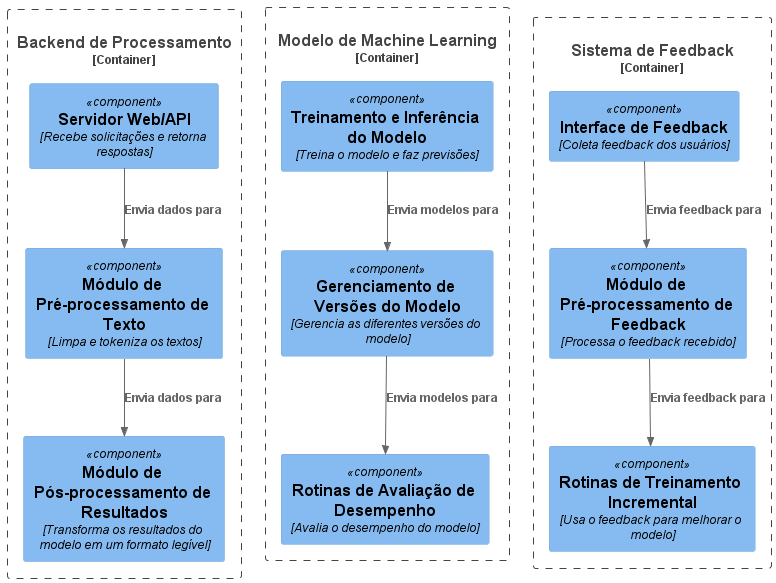 Backend de Processamento
[Container]
«component»
Servidor Web/API
[Recebe solicitações e retorna
respostas]
Envia dados para
«component»
Módulo de
Pré-processamento de
Texto
[Limpa e tokeniza os textos]
Envia dados para
«component»
Módulo de
Pós-processamento de
Resultados
[Transforma os resultados do
modelo em um formato legível]
Modelo de Machine Learning
[Container]
«component»
Treinamento e Inferência
do Modelo
[Treina o modelo e faz previsões]
Envia modelos para
«component»
Gerenciamento de
Versões do Modelo
[Gerencia as diferentes versões do
modelo]
Envia modelos para
«component»
Rotinas de Avaliação de
Desempenho
[Avalia o desempenho do modelo]
Sistema de Feedback
[Container]
«component»
Interface de Feedback
[Coleta feedback dos usuários]
Envia feedback para
«component»
Módulo de
Pré-processamento de
Feedback
[Processa o feedback recebido]
Envia feedback para
«component»
Rotinas de Treinamento
Incremental
[Usa o feedback para melhorar o
modelo]